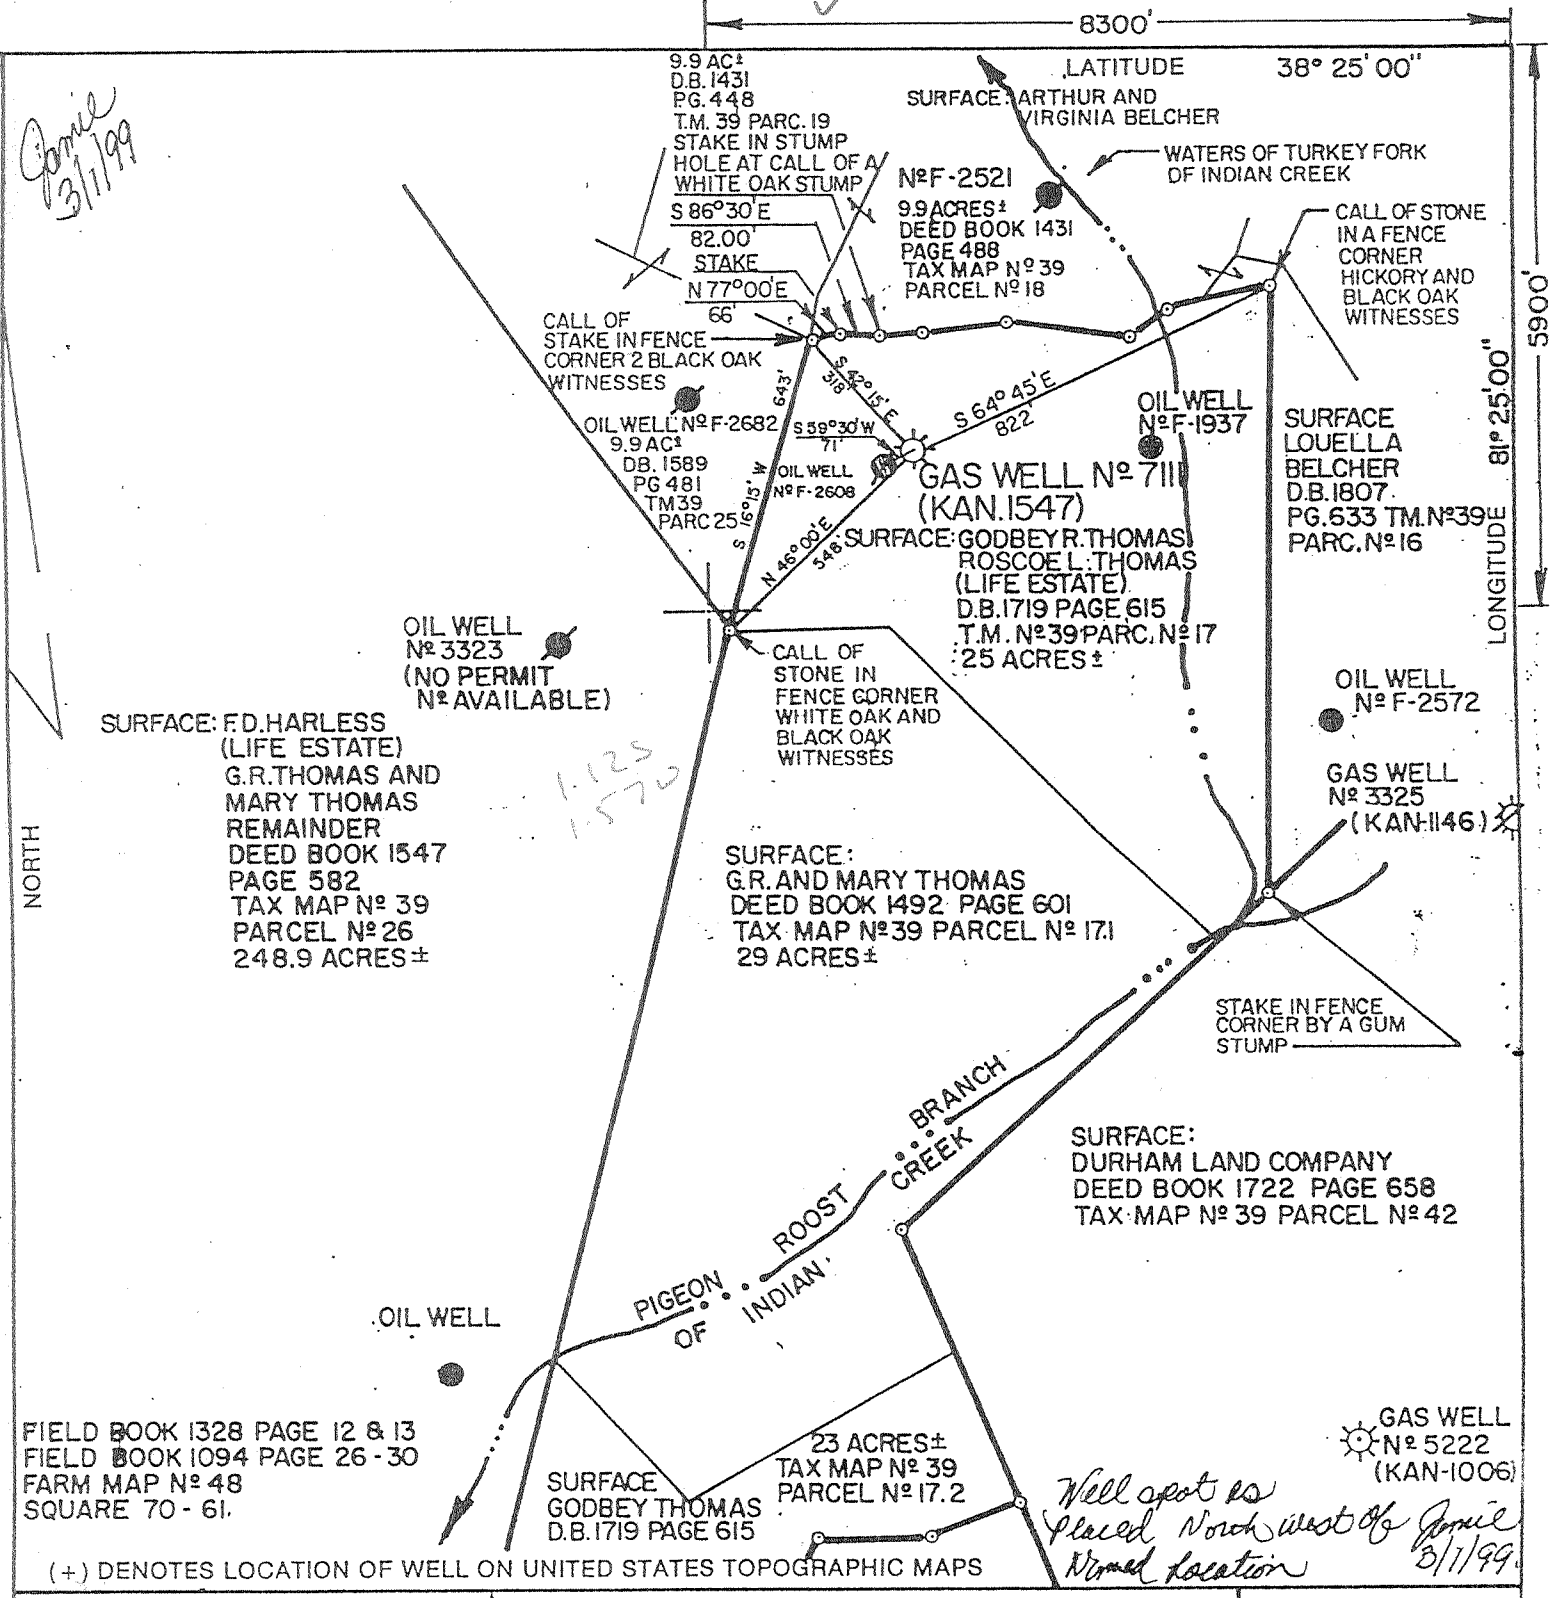 8300'
LATITUDE 38° 25' 00"
Jamie
3/1/99
9.9 AC±
D.B. 1431
PG. 448
T.M. 39 PARC. 19
STAKE IN STUMP
HOLE AT CALL OF A
WHITE OAK STUMP
S 86°30'E
82.00'
STAKE
N 77°00'E
66'
SURFACE: ARTHUR AND
VIRGINIA BELCHER
WATERS OF TURKEY FORK
OF INDIAN CREEK
Nº F-2521
9.9 ACRES±
DEED BOOK 1431
PAGE 488
TAX MAP Nº 39
PARCEL Nº 18
CALL OF STONE
IN A FENCE
CORNER
HICKORY AND
BLACK OAK
WITNESSES
5900'
LONGITUDE 81° 25' 00"
CALL OF
STAKE IN FENCE
CORNER 2 BLACK OAK
WITNESSES
OIL WELL Nº F-2682
9.9 AC±
DB. 1589
PG 481
TM 39
PARC 25
643'
S 16°15' W
S 42°15' E
318'
S 59°30' W
71'
OIL WELL
Nº F-2608
S 64° 45' E
822'
N 46°00' E
548'
OIL WELL
Nº F-1937
GAS WELL Nº 7111
(KAN. 1547)
SURFACE: GODBEY R. THOMAS
ROSCOE L. THOMAS
(LIFE ESTATE)
D.B. 1719 PAGE 615
T.M. Nº 39 PARC. Nº 17
25 ACRES±
SURFACE
LOUELLA
BELCHER
D.B. 1807
PG. 633 TM. Nº 39
PARC. Nº 16
OIL WELL
Nº 3323
(NO PERMIT
Nº AVAILABLE)
CALL OF
STONE IN
FENCE CORNER
WHITE OAK AND
BLACK OAK
WITNESSES
OIL WELL
Nº F-2572
GAS WELL
Nº 3325
(KAN-1146)
SURFACE: F.D. HARLESS
(LIFE ESTATE)
G.R. THOMAS AND
MARY THOMAS
REMAINDER
DEED BOOK 1547
PAGE 582
TAX MAP Nº 39
PARCEL Nº 26
248.9 ACRES±
1.125
1.570
NORTH
SURFACE:
G.R. AND MARY THOMAS
DEED BOOK 1492 PAGE 601
TAX MAP Nº 39 PARCEL Nº 17.1
29 ACRES±
STAKE IN FENCE
CORNER BY A GUM
STUMP
PIGEON ROOST BRANCH
OF INDIAN CREEK
SURFACE:
DURHAM LAND COMPANY
DEED BOOK 1722 PAGE 658
TAX MAP Nº 39 PARCEL Nº 42
OIL WELL
FIELD BOOK 1328 PAGE 12 & 13
FIELD BOOK 1094 PAGE 26-30
FARM MAP Nº 48
SQUARE 70-61.
SURFACE
GODBEY THOMAS
D.B. 1719 PAGE 615
23 ACRES±
TAX MAP Nº 39
PARCEL Nº 17.2
GAS WELL
Nº 5222
(KAN-1006)
Well spot as
placed North west of
location
Jamie
3/1/99.
(+) DENOTES LOCATION OF WELL ON UNITED STATES TOPOGRAPHIC MAPS